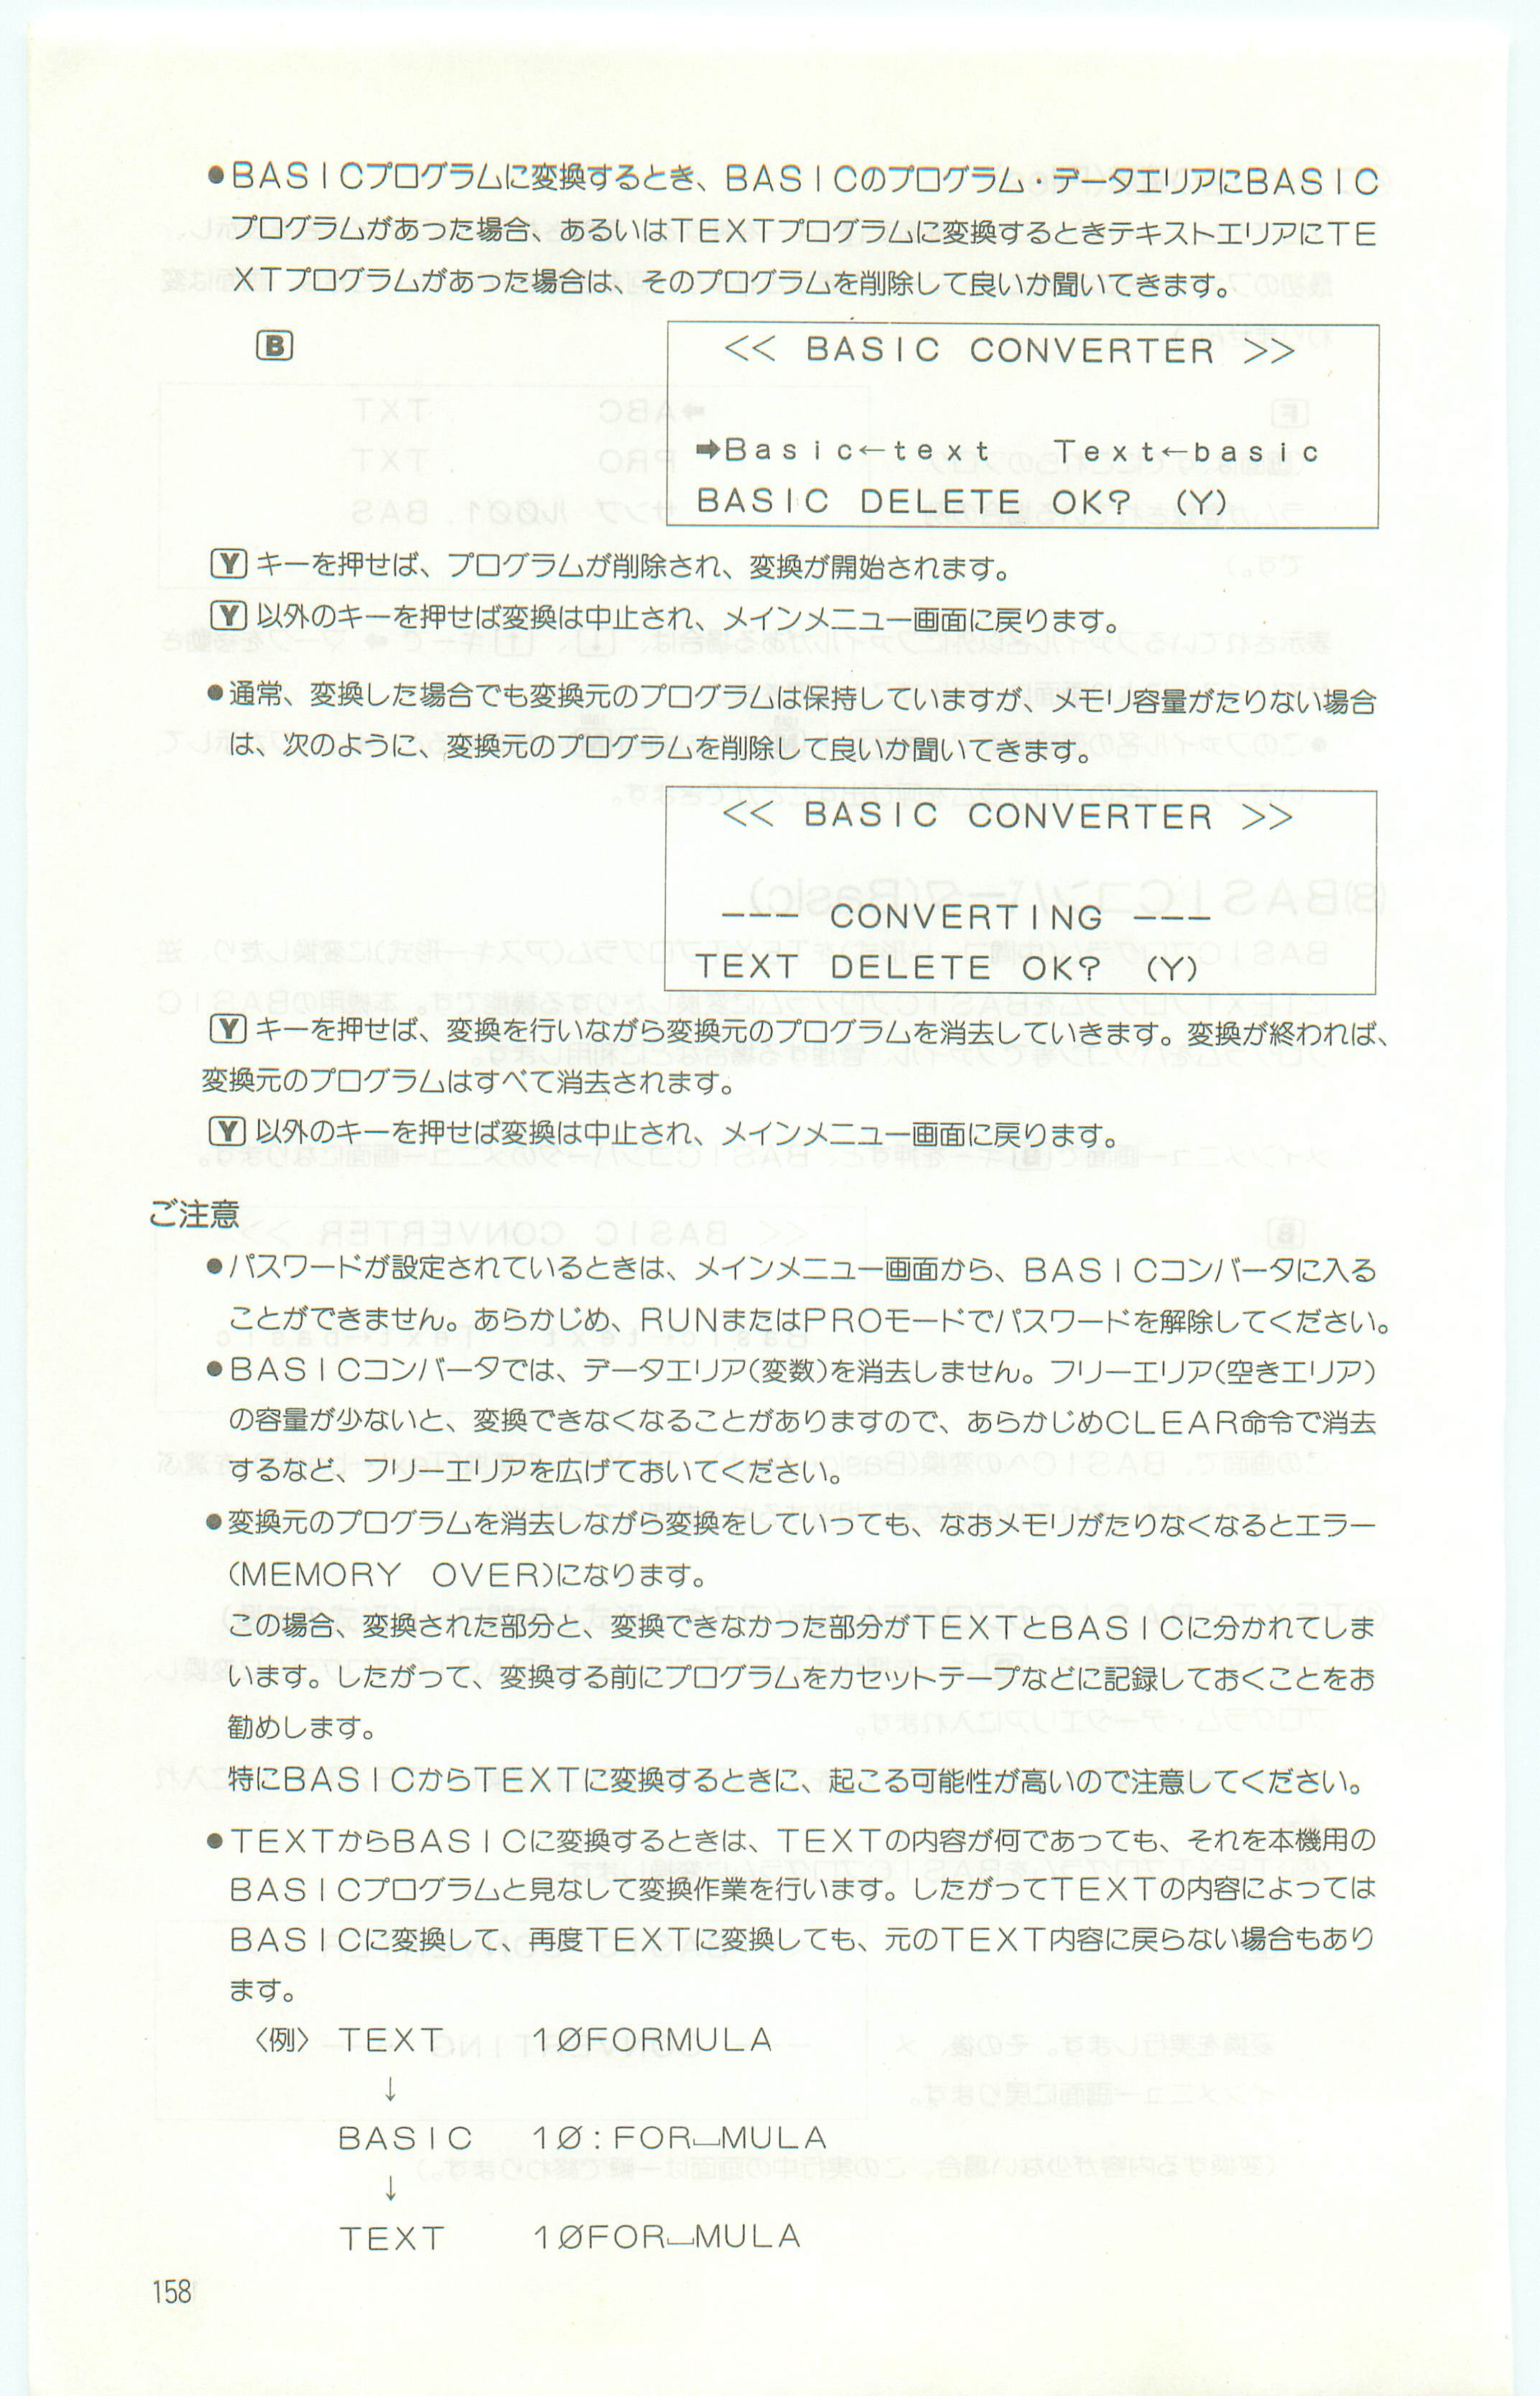 ●BASICプログラムに変換するとき、BASICのプログラム・データエリアにBASIC
プログラムがあった場合、あるいはTEXTプログラムに変換するときテキストエリアにTE
XTプログラムがあった場合は、そのプログラムを削除して良いか聞いてきます。
B
<< BASIC CONVERTER >>
➡Basic←text Text←basic
BASIC DELETE OK? (Y)
Y キーを押せば、プログラムが削除され、変換が開始されます。
Y 以外のキーを押せば変換は中止され、メインメニュー画面に戻ります。
●通常、変換した場合でも変換元のプログラムは保持していますが、メモリ容量がたりない場合
は、次のように、変換元のプログラムを削除して良いか聞いてきます。
<< BASIC CONVERTER >>
--- CONVERTING ---
TEXT DELETE OK? (Y)
Y キーを押せば、変換を行いながら変換元のプログラムを消去していきます。変換が終われば、
変換元のプログラムはすべて消去されます。
Y 以外のキーを押せば変換は中止され、メインメニュー画面に戻ります。
ご注意
●パスワードが設定されているときは、メインメニュー画面から、BASICコンバータに入る
ことができません。あらかじめ、RUNまたはPROモードでパスワードを解除してください。
●BASICコンバータでは、データエリア(変数)を消去しません。フリーエリア(空きエリア)
の容量が少ないと、変換できなくなることがありますので、あらかじめCLEAR命令で消去
するなど、フリーエリアを広げておいてください。
●変換元のプログラムを消去しながら変換をしていっても、なおメモリがたりなくなるとエラー
(MEMORY OVER)になります。
この場合、変換された部分と、変換できなかった部分がTEXTとBASICに分かれてしま
います。したがって、変換する前にプログラムをカセットテープなどに記録しておくことをお
勧めします。
特にBASICからTEXTに変換するときに、起こる可能性が高いので注意してください。
●TEXTからBASICに変換するときは、TEXTの内容が何であっても、それを本機用の
BASICプログラムと見なして変換作業を行います。したがってTEXTの内容によっては
BASICに変換して、再度TEXTに変換しても、元のTEXT内容に戻らない場合もあり
ます。
〈例〉 TEXT 1ØFORMULA
↓
BASIC 1Ø:FOR⎵MULA
↓
TEXT 1ØFOR⎵MULA
158